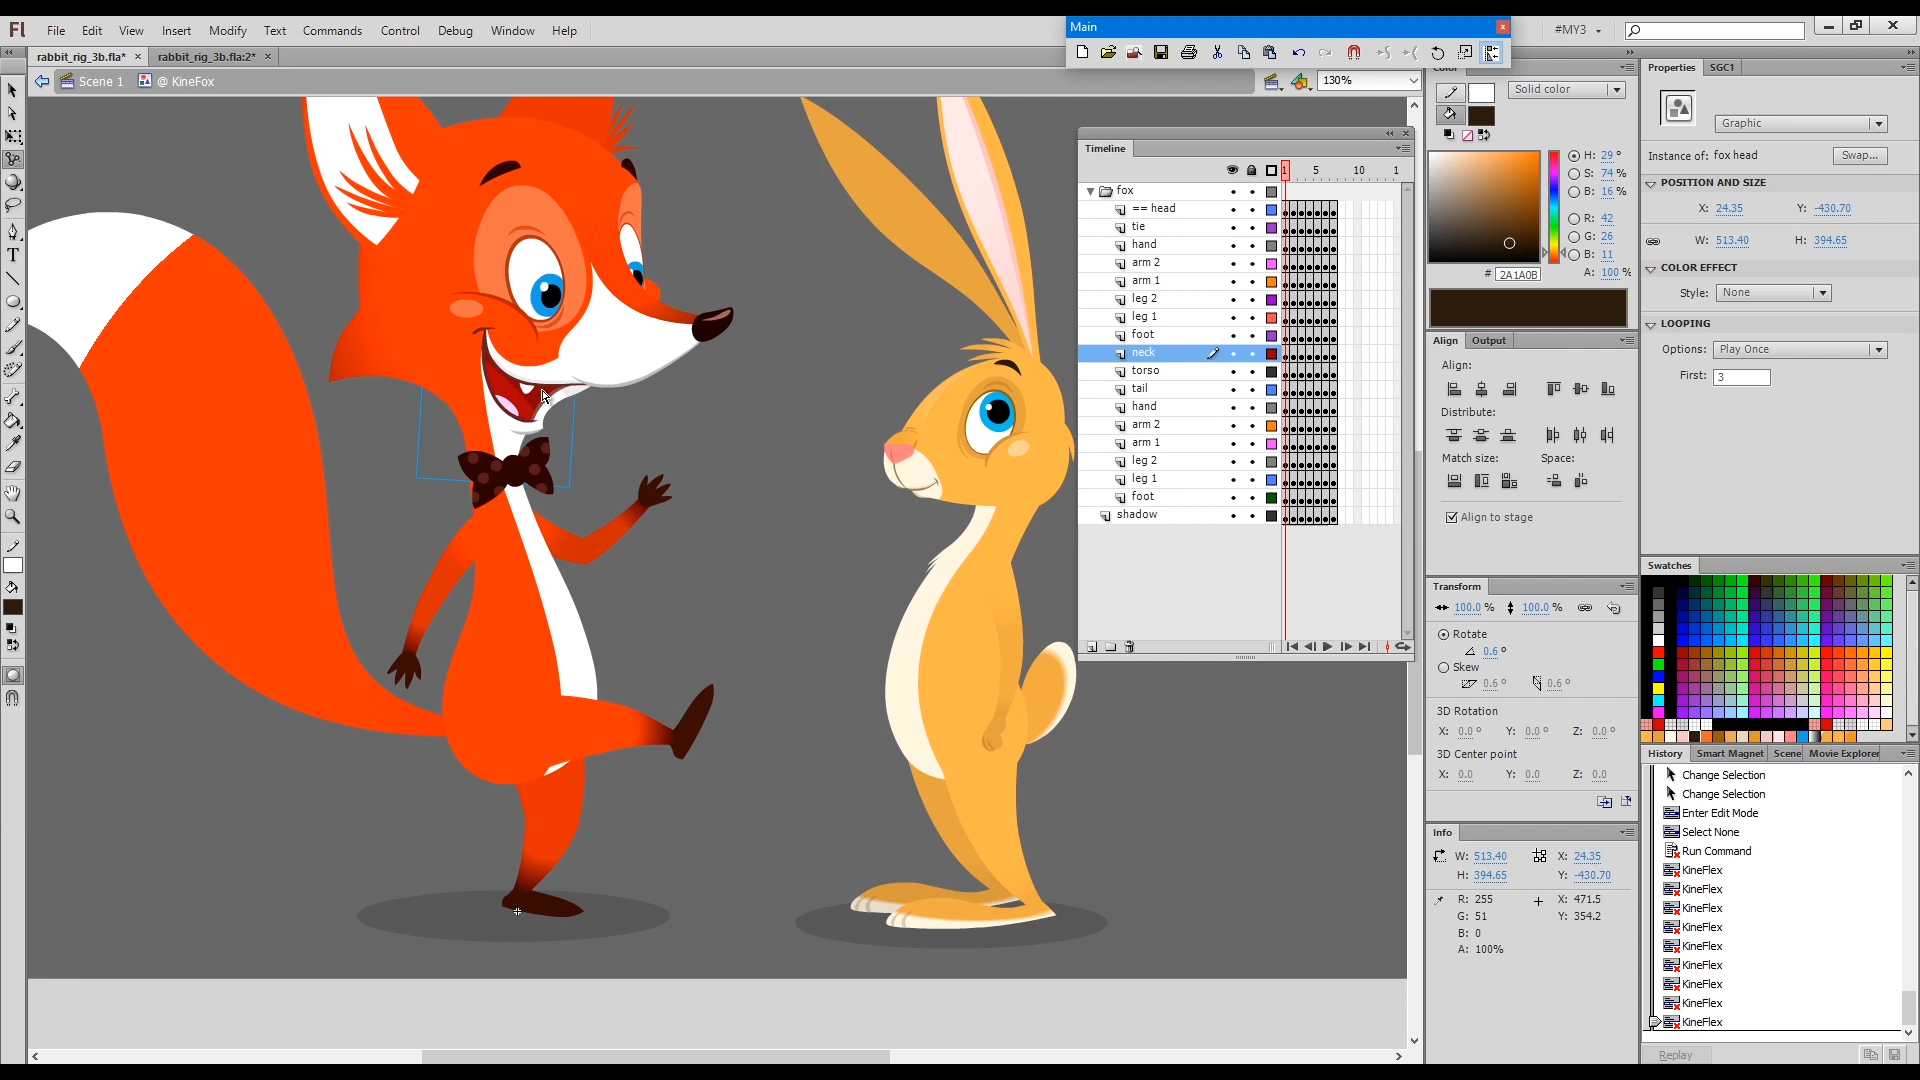 Main
Fl File Edit View Insert Modify Text Commands Control Debug Window Help
#MY3
rabbit_rig_3b.fla* × rabbit_rig_3b.fla:2* ×
Scene 1 @ KineFox
130%
Timeline
1 5 10 1
fox
== head
tie
hand
arm 2
arm 1
leg 2
leg 1
foot
neck
torso
tail
hand
arm 2
arm 1
leg 2
leg 1
foot
shadow
Color
Solid color
H: 29 °
S: 74 %
B: 16 %
R: 42
G: 26
B: 11
# 2A1A0B A: 100 %
Align Output
Align:
Distribute:
Match size: Space:
Align to stage
Transform
100.0 % 100.0 %
Rotate
0.6 °
Skew
0.6 ° 0.6 °
3D Rotation
X: 0.0 ° Y: 0.0 ° Z: 0.0 °
3D Center point
X: 0.0 Y: 0.0 Z: 0.0
Info
W: 513.40 X: 24.35
H: 394.65 Y: -430.70
R: 255 X: 471.5
G: 51 Y: 354.2
B: 0
A: 100%
Properties SGC1
Graphic
Instance of: fox head Swap...
POSITION AND SIZE
X: 24.35 Y: -430.70
W: 513.40 H: 394.65
COLOR EFFECT
Style: None
LOOPING
Options: Play Once
First: 3
Swatches
History Smart Magnet Scene Movie Explorer
Change Selection
Change Selection
Enter Edit Mode
Select None
Run Command
KineFlex
KineFlex
KineFlex
KineFlex
KineFlex
KineFlex
KineFlex
KineFlex
KineFlex
Replay